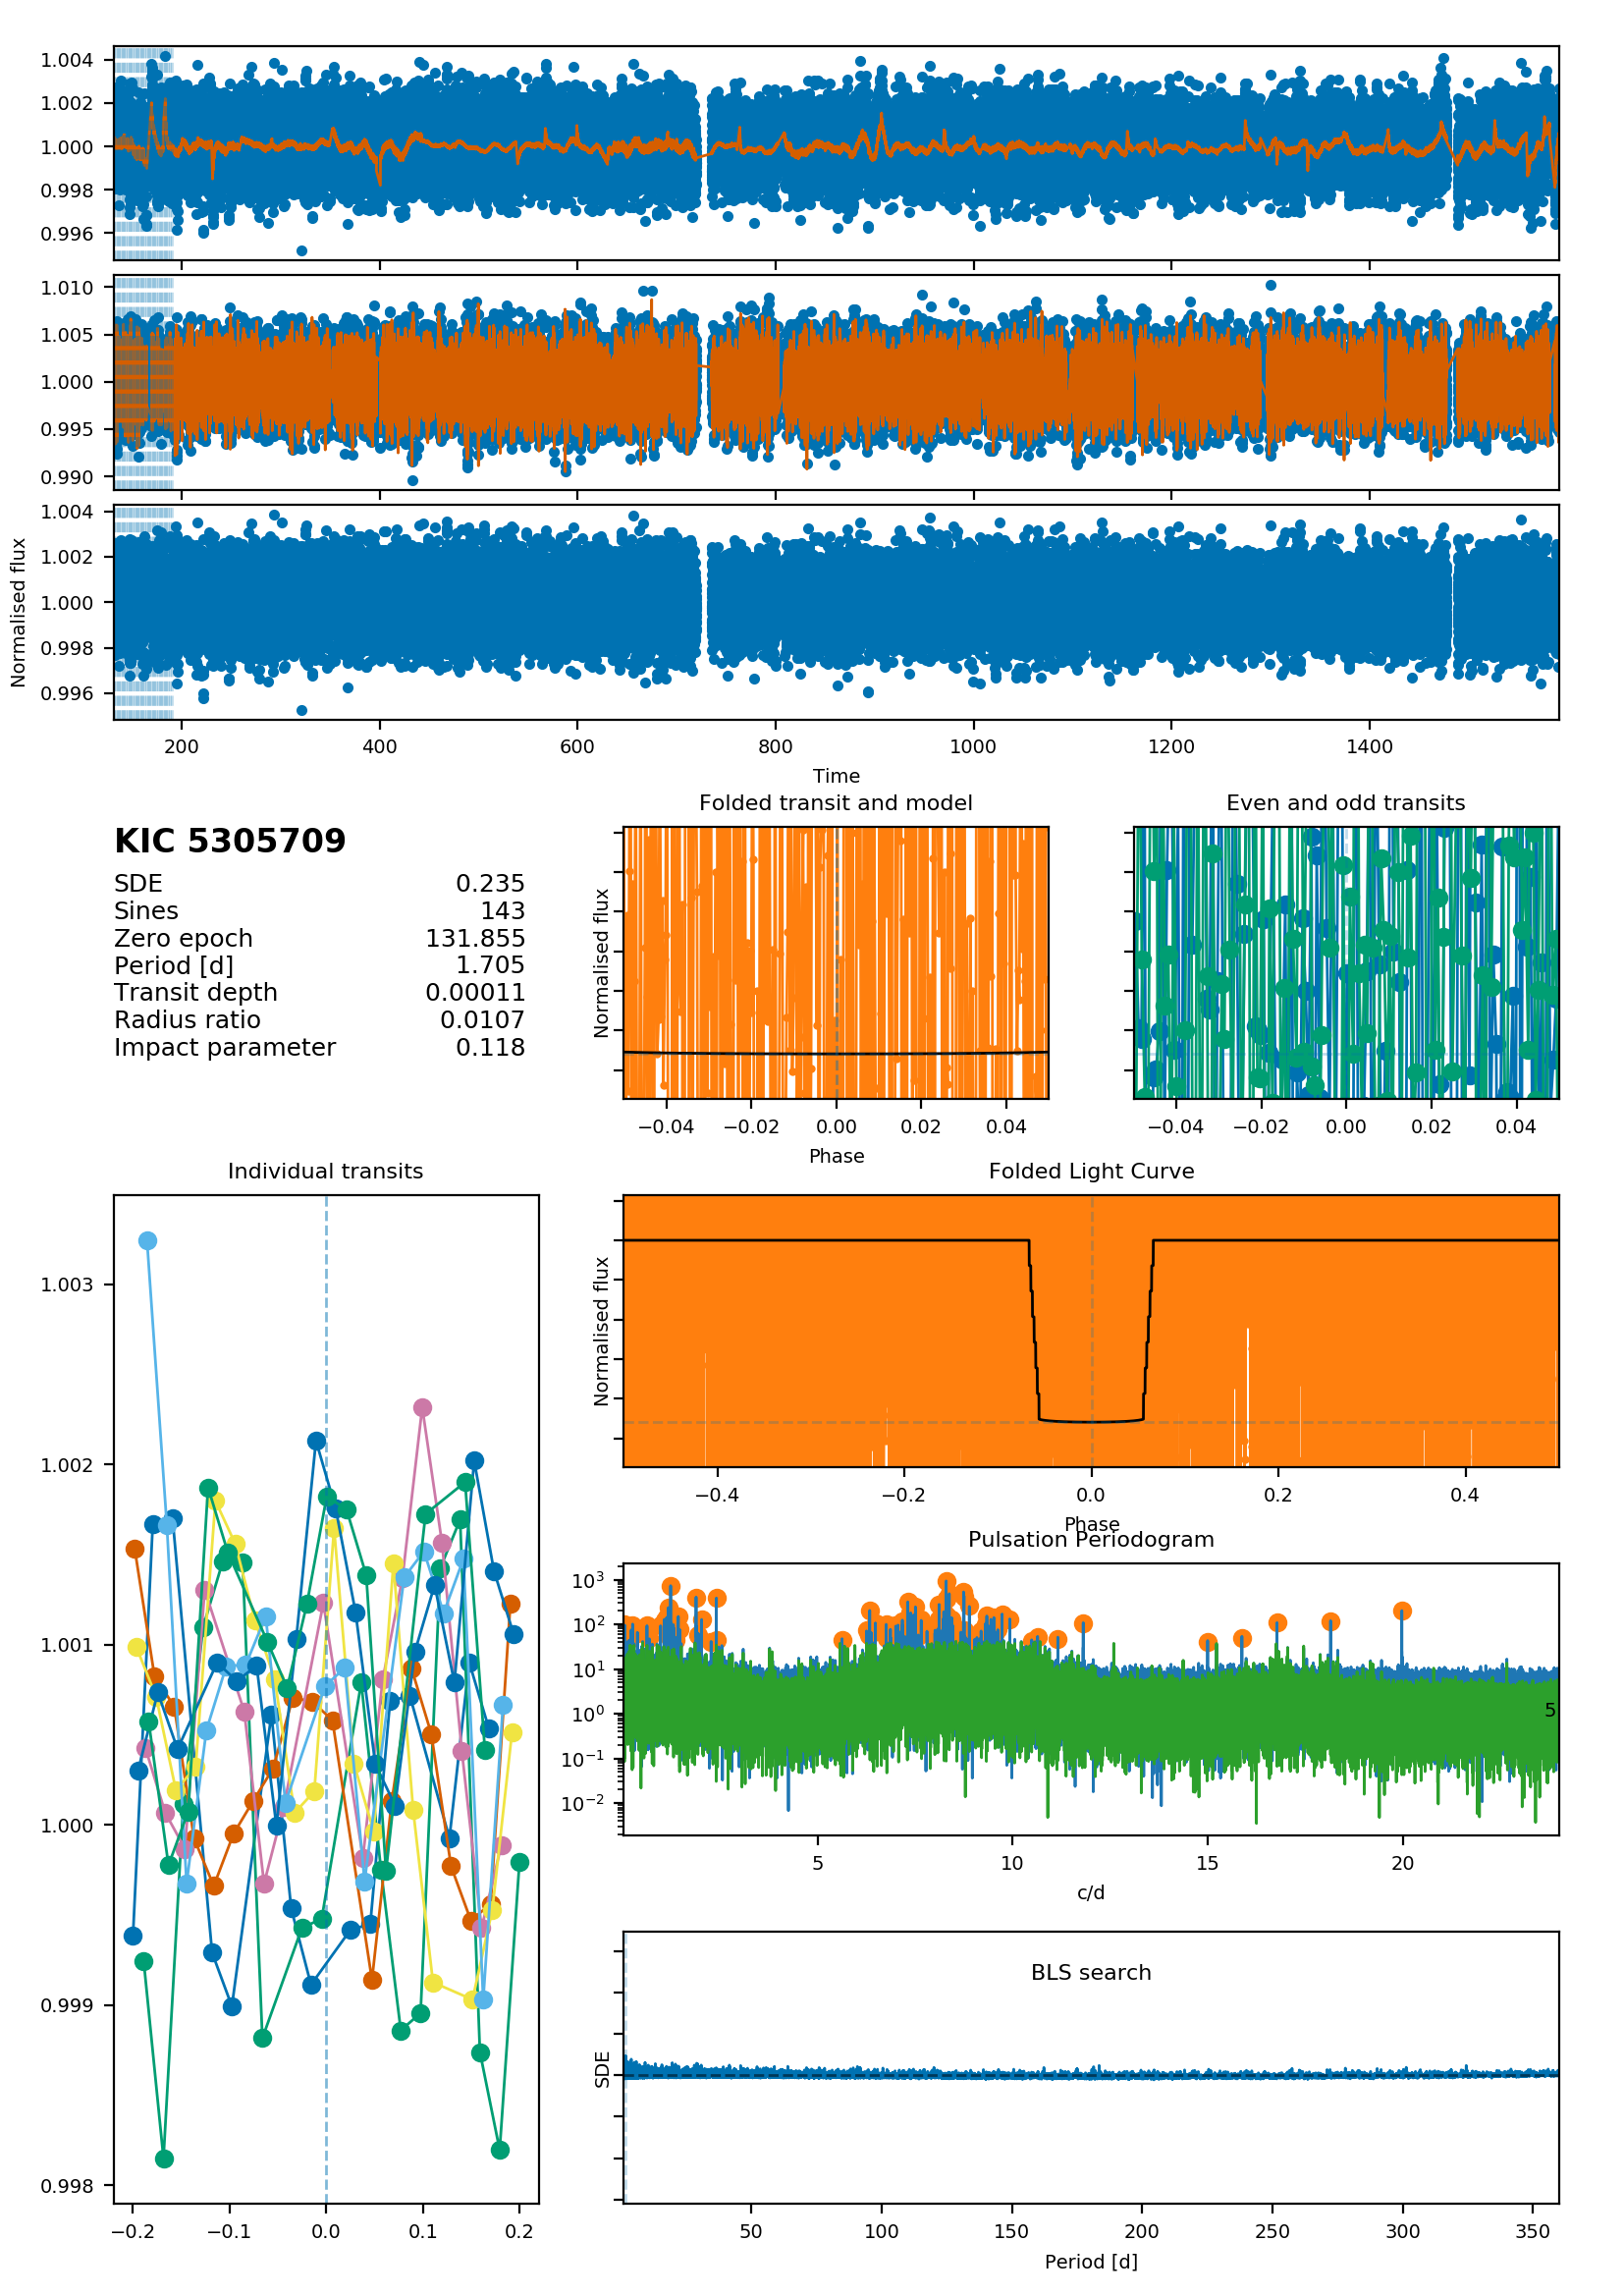 1.004
1.002
1.000
0.998
0.996
1.010
1.005
1.000
0.995
0.990
1.004
1.002
1.000
0.998
0.996
Normalised flux
200 400 600 800 1000 1200 1400
Time
KIC 5305709
SDE 0.235
Sines 143
Zero epoch 131.855
Period [d] 1.705
Transit depth 0.00011
Radius ratio 0.0107
Impact parameter 0.118
Folded transit and model
Normalised flux
−0.04 −0.02 0.00 0.02 0.04
Phase
Even and odd transits
−0.04 −0.02 0.00 0.02 0.04
Individual transits
1.003
1.002
1.001
1.000
0.999
0.998
−0.2 −0.1 0.0 0.1 0.2
Folded Light Curve
Normalised flux
−0.4 −0.2 0.0 0.2 0.4
Phase
Pulsation Periodogram
10³
10²
10¹
10⁰
10⁻¹
10⁻²
5
5 10 15 20
c/d
BLS search
SDE
50 100 150 200 250 300 350
Period [d]